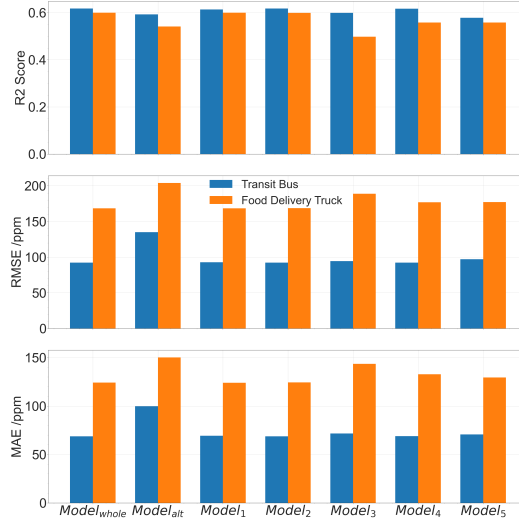 R2 Score
0.6
0.4
0.2
0.0
RMSE /ppm
200
150
100
50
0
Transit Bus
Food Delivery Truck
MAE /ppm
150
100
50
0
Model_whole Model_alt Model_1 Model_2 Model_3 Model_4 Model_5